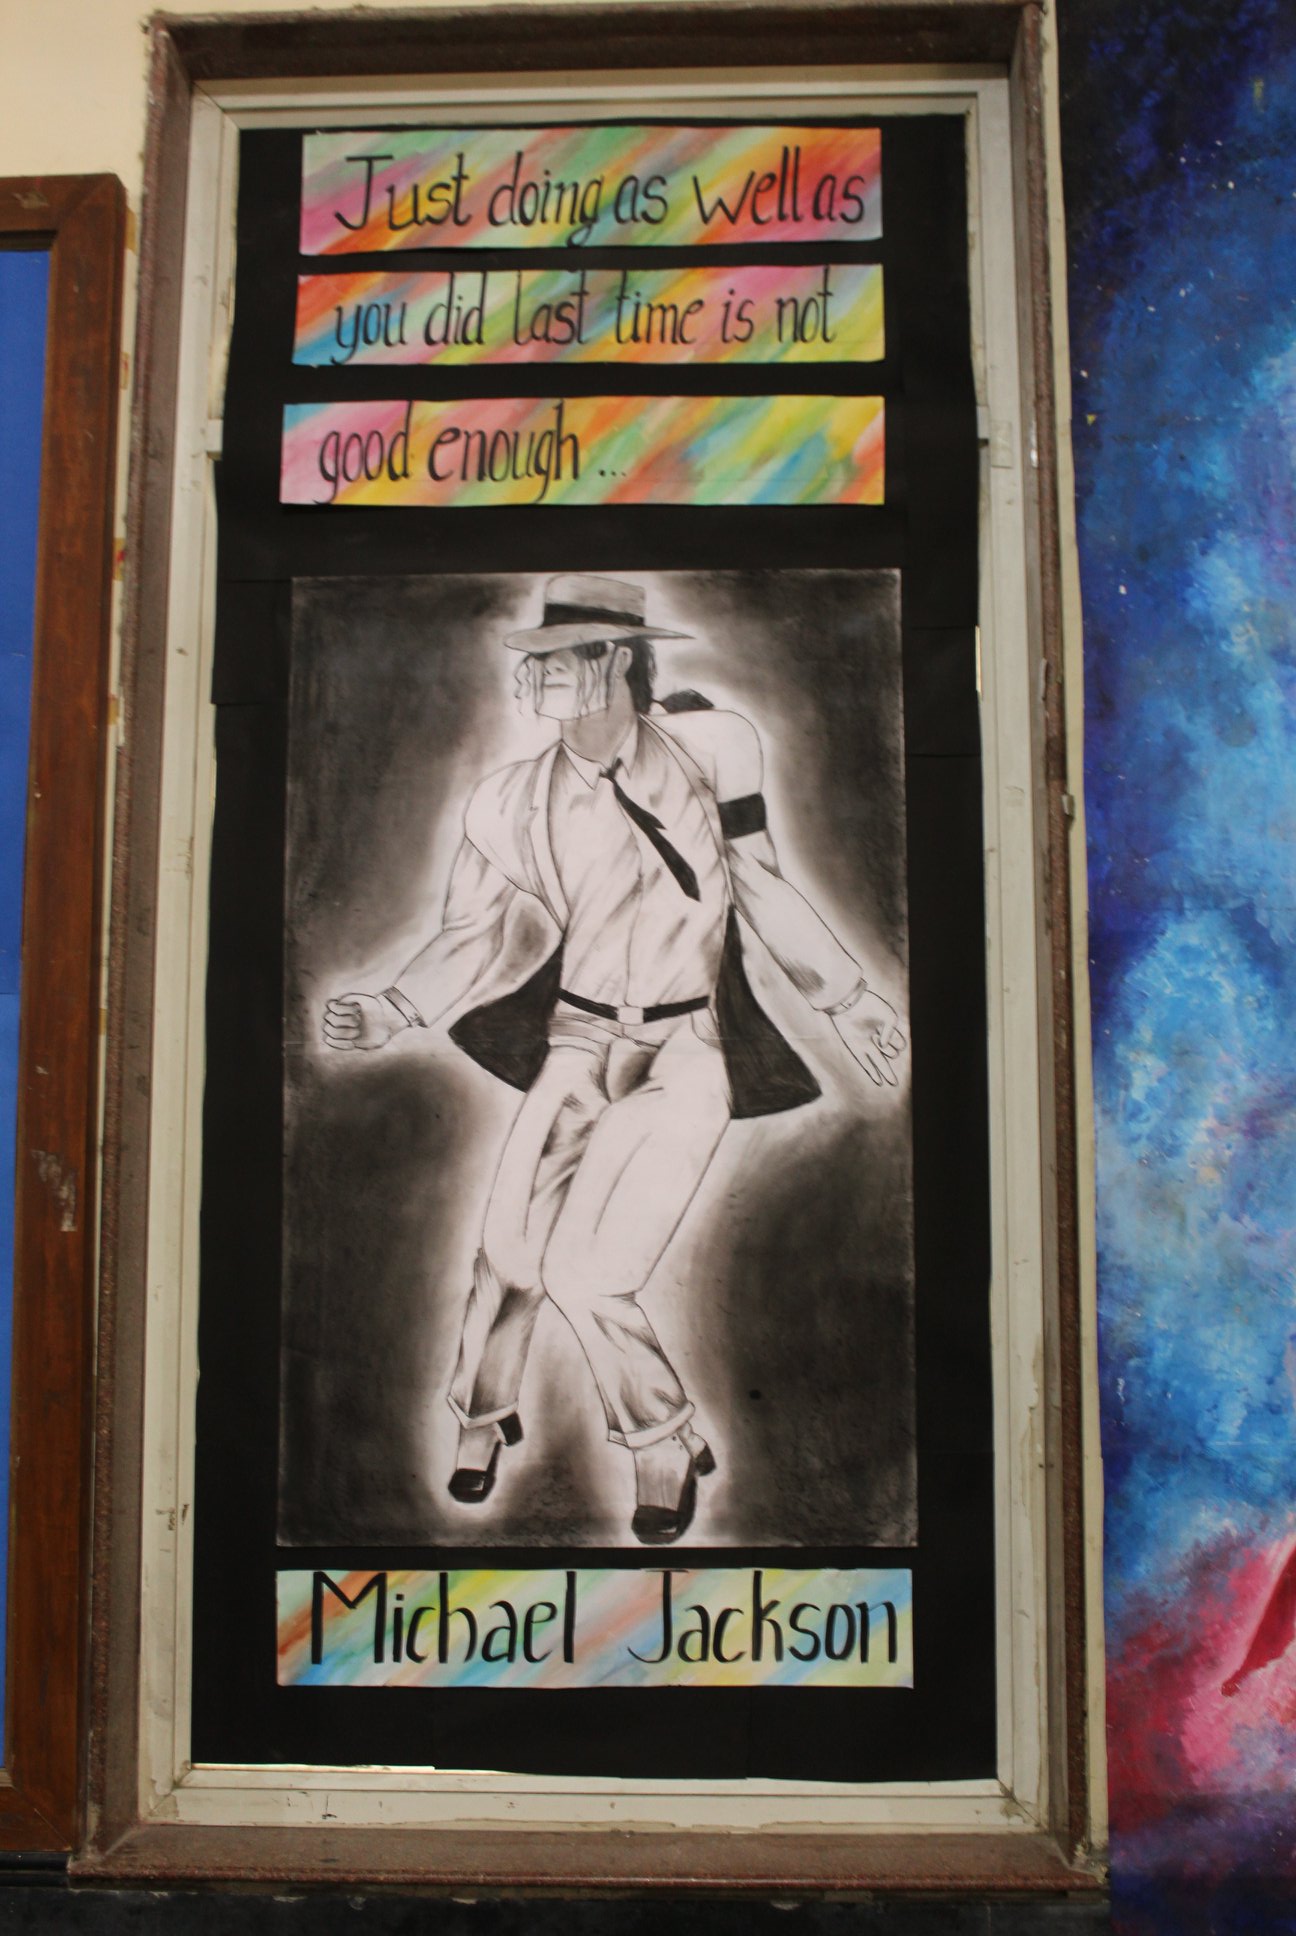 Just doing as well as
you did last time is not
good enough ...
Michael Jackson